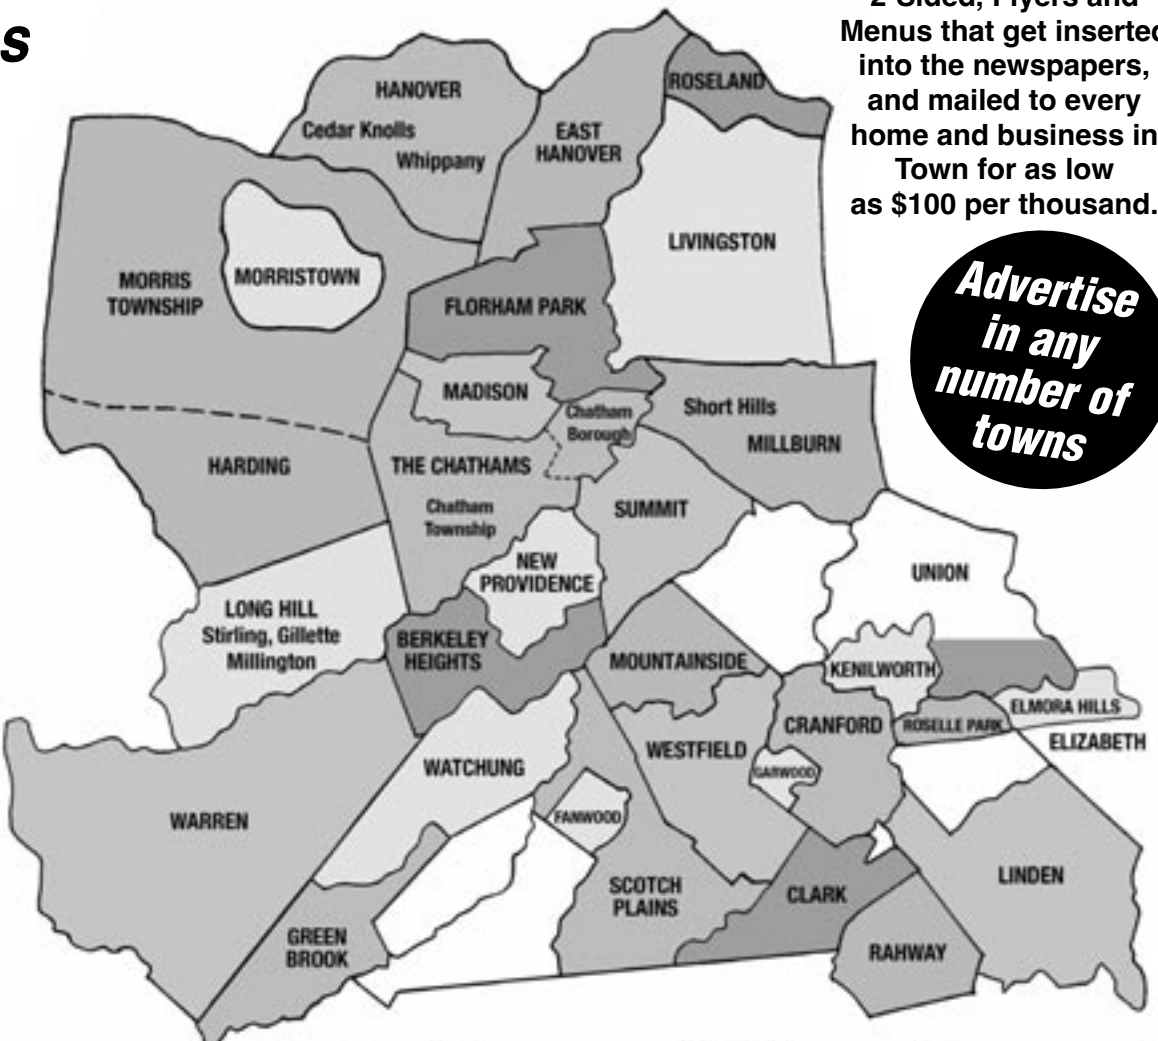 s
2-Sided, Flyers and
Menus that get inserted
into the newspapers,
and mailed to every
home and business in
Town for as low
as $100 per thousand.
Advertise
in any
number of
towns
HANOVER
Cedar Knolls
Whippany
EAST
HANOVER
ROSELAND
LIVINGSTON
MORRIS
TOWNSHIP
MORRISTOWN
FLORHAM PARK
MADISON
Chatham
Borough
Short Hills
MILLBURN
HARDING
THE CHATHAMS
Chatham
Township
SUMMIT
NEW
PROVIDENCE
UNION
LONG HILL
Stirling, Gillette
Millington
BERKELEY
HEIGHTS
MOUNTAINSIDE
KENILWORTH
ELMORA HILLS
ROSELLE PARK
CRANFORD
ELIZABETH
WESTFIELD
GARWOOD
WATCHUNG
FANWOOD
WARREN
SCOTCH
PLAINS
CLARK
LINDEN
GREEN
BROOK
RAHWAY